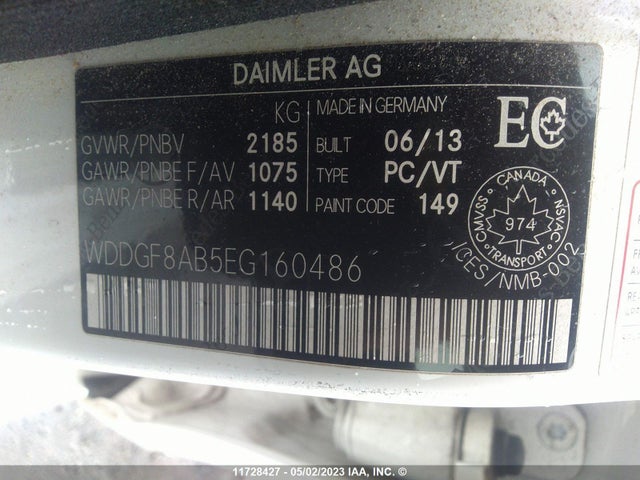 DAIMLER AG
KG MADE IN GERMANY
GVWR/PNBV 2185 BUILT 06/13
GAWR/PNBE F/AV 1075 TYPE PC/VT
GAWR/PNBE R/AR 1140 PAINT CODE 149
EC
CANADA
CMVSS 974 NSVAC
TRANSPORT
ICES/NMB-002
WDDGF8AB5EG160486
11728427 - 05/02/2023 IAA, INC. ©